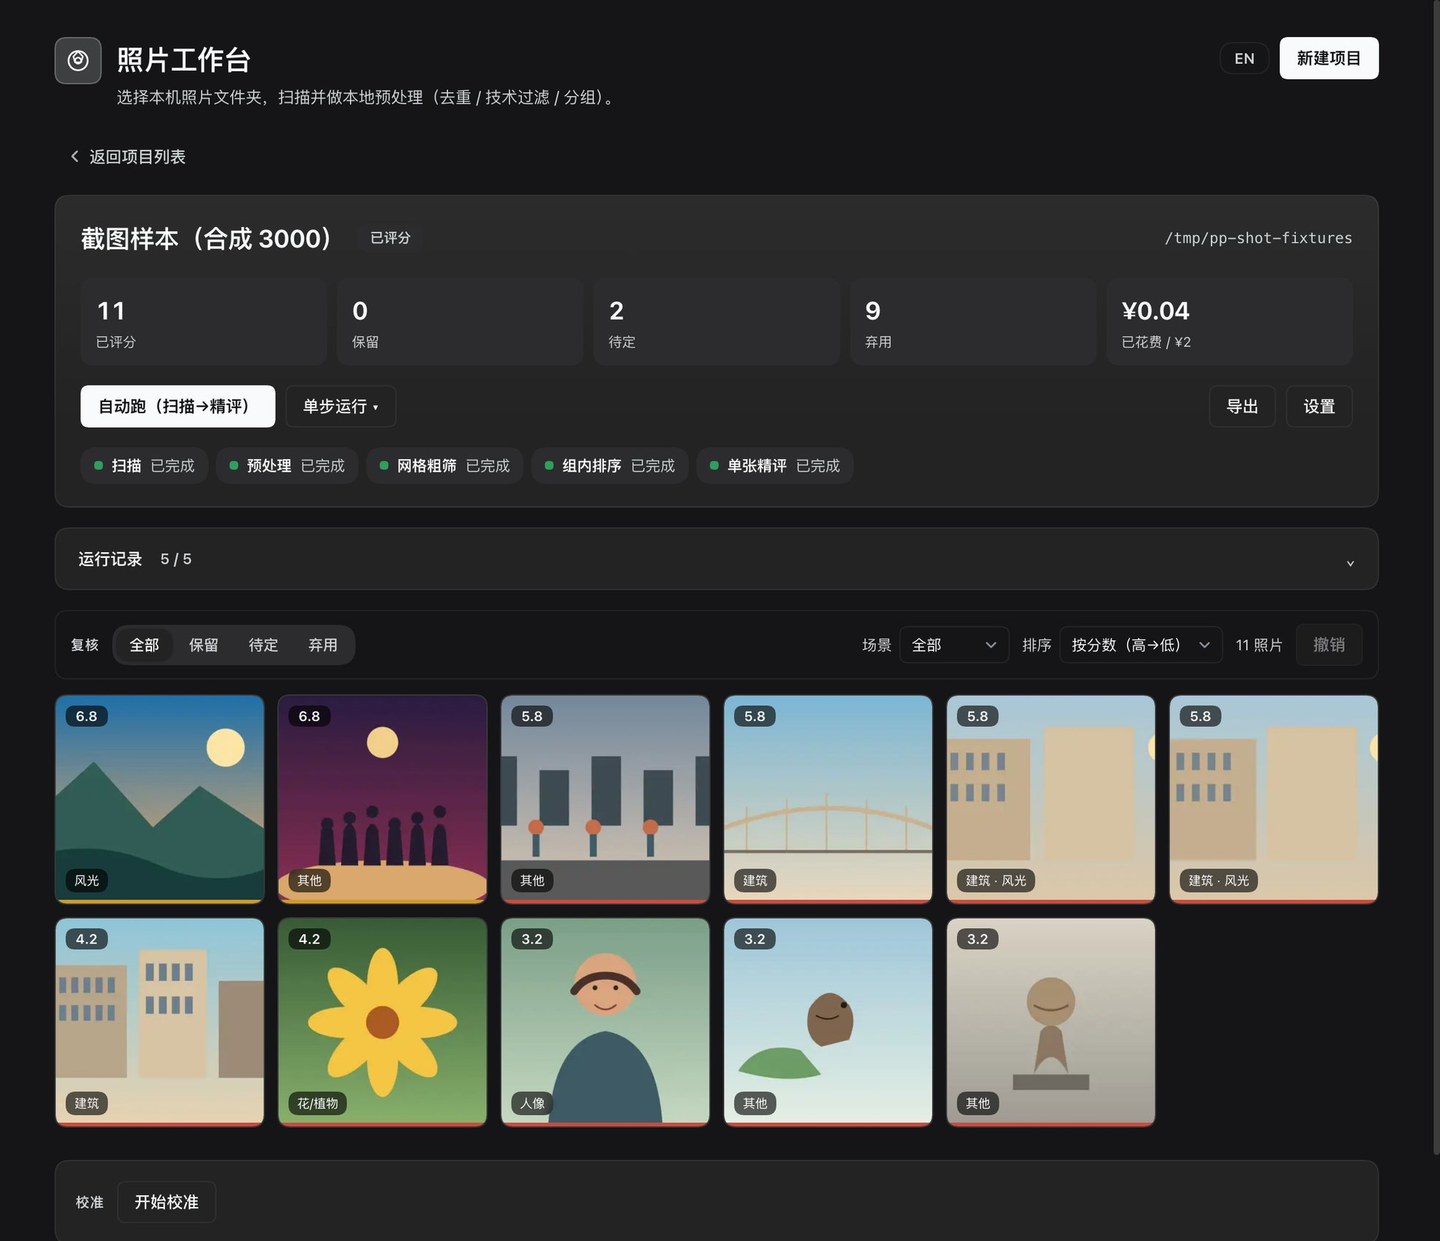 照片工作台
选择本机照片文件夹，扫描并做本地预处理（去重 / 技术过滤 / 分组）。
EN
新建项目
返回项目列表
截图样本（合成 3000）
已评分
/tmp/pp-shot-fixtures
11
已评分
0
保留
2
待定
9
弃用
¥0.04
已花费 / ¥2
自动跑（扫描→精评）
单步运行
导出
设置
扫描 已完成
预处理 已完成
网格粗筛 已完成
组内排序 已完成
单张精评 已完成
运行记录 5 / 5
复核 全部 保留 待定 弃用
场景 全部 排序 按分数（高→低） 11 照片 撤销
6.8
风光
6.8
其他
5.8
其他
5.8
建筑
5.8
建筑 · 风光
5.8
建筑 · 风光
4.2
建筑
4.2
花/植物
3.2
人像
3.2
其他
3.2
其他
校准 开始校准